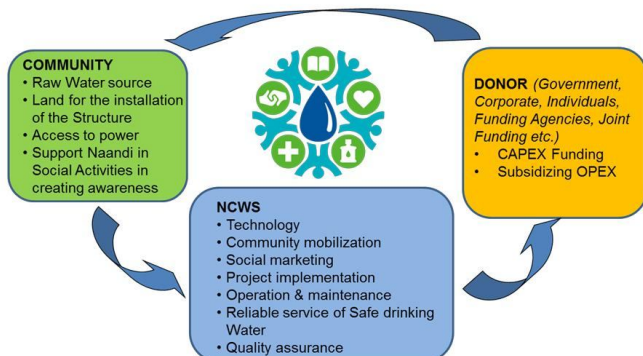 COMMUNITY
• Raw Water source
• Land for the installation
of the Structure
• Access to power
• Support Naandi in
Social Activities in
creating awareness
DONOR (Government,
Corporate, Individuals,
Funding Agencies, Joint
Funding etc.)
• CAPEX Funding
• Subsidizing OPEX
NCWS
• Technology
• Community mobilization
• Social marketing
• Project implementation
• Operation & maintenance
• Reliable service of Safe drinking
Water
• Quality assurance